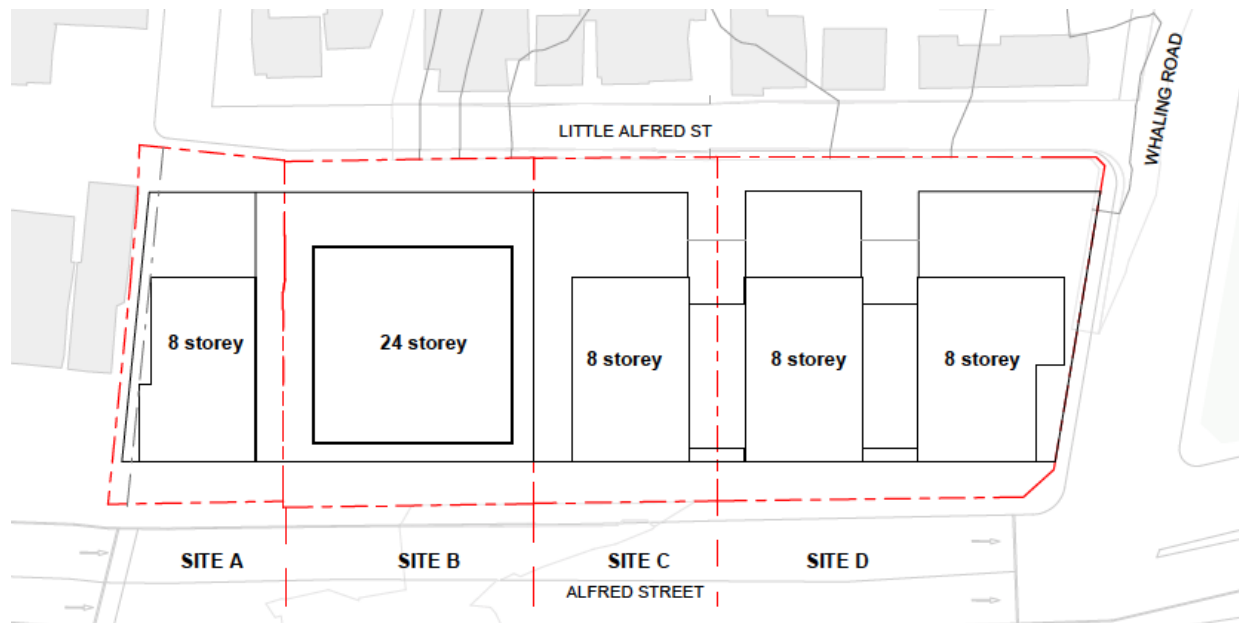 LITTLE ALFRED ST
WHALING ROAD
8 storey
24 storey
8 storey
8 storey
8 storey
SITE A
SITE B
SITE C
SITE D
ALFRED STREET